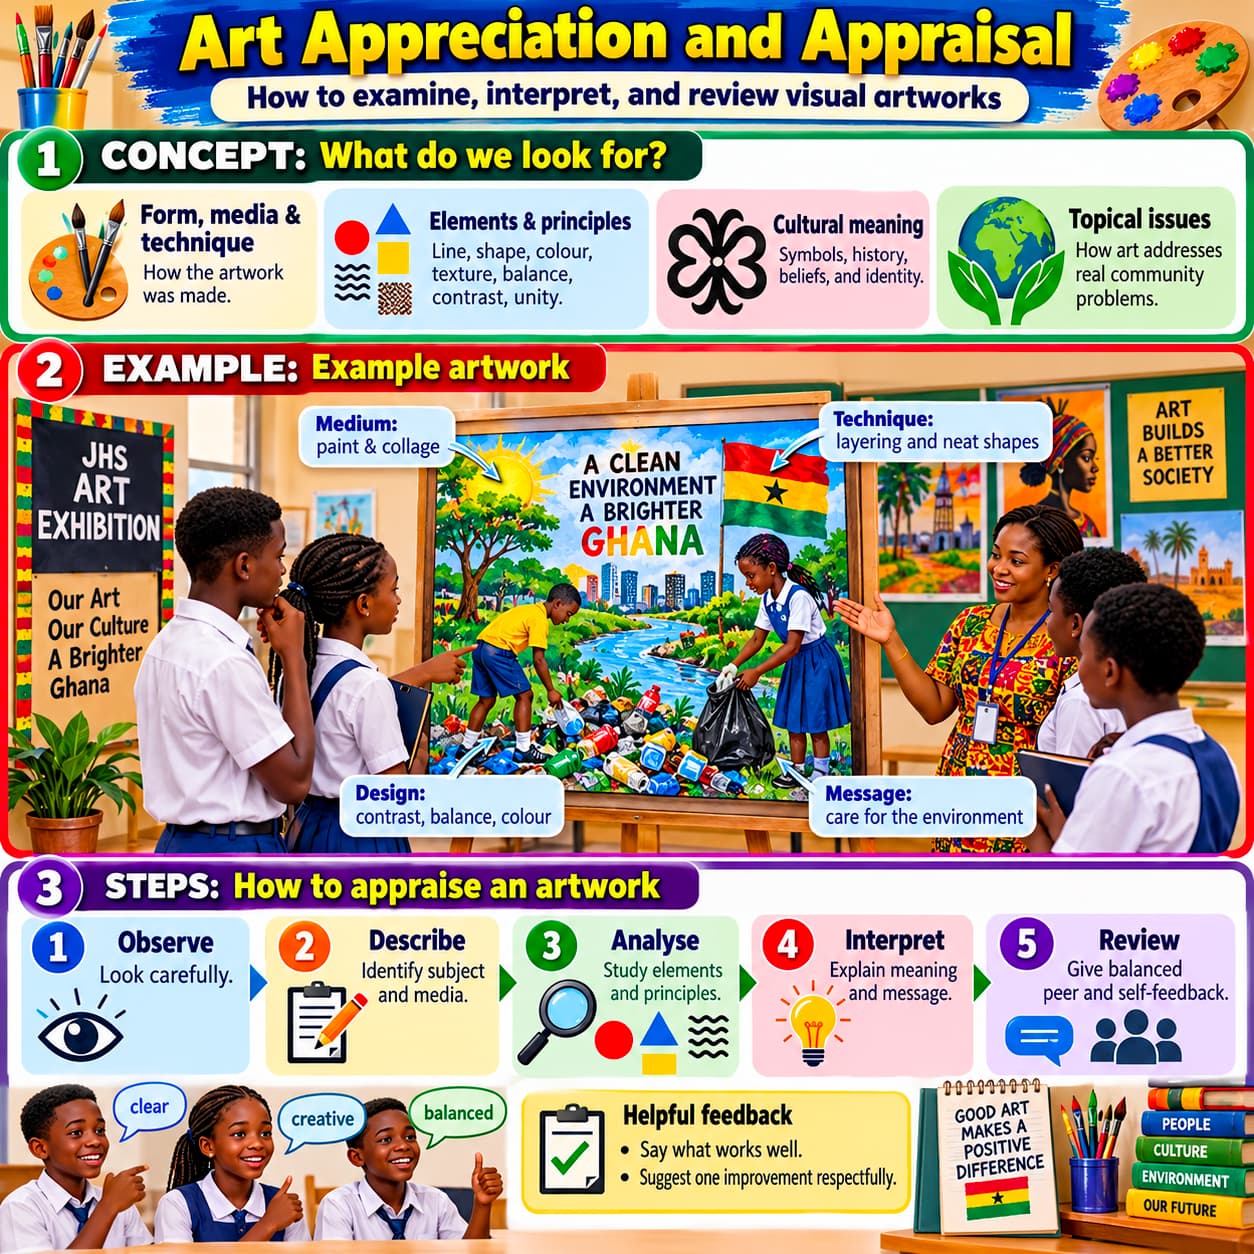 Art Appreciation and Appraisal
How to examine, interpret, and review visual artworks
1 CONCEPT: What do we look for?
Form, media &
technique
How the artwork
was made.
Elements & principles
Line, shape, colour,
texture, balance,
contrast, unity.
Cultural meaning
Symbols, history,
beliefs, and identity.
Topical issues
How art addresses
real community
problems.
2 EXAMPLE: Example artwork
JHS
ART
EXHIBITION
Our Art
Our Culture
A Brighter
Ghana
Medium:
paint & collage
A CLEAN
ENVIRONMENT
A BRIGHTER
GHANA
Technique:
layering and neat shapes
ART
BUILDS
A BETTER
SOCIETY
Design:
contrast, balance, colour
Message:
care for the environment
3 STEPS: How to appraise an artwork
1 Observe
Look carefully.
2 Describe
Identify subject
and media.
3 Analyse
Study elements
and principles.
4 Interpret
Explain meaning
and message.
5 Review
Give balanced
peer and self-feedback.
clear
creative
balanced
Helpful feedback
• Say what works well.
• Suggest one improvement respectfully.
GOOD ART
MAKES A
POSITIVE
DIFFERENCE
PEOPLE
CULTURE
ENVIRONMENT
OUR FUTURE